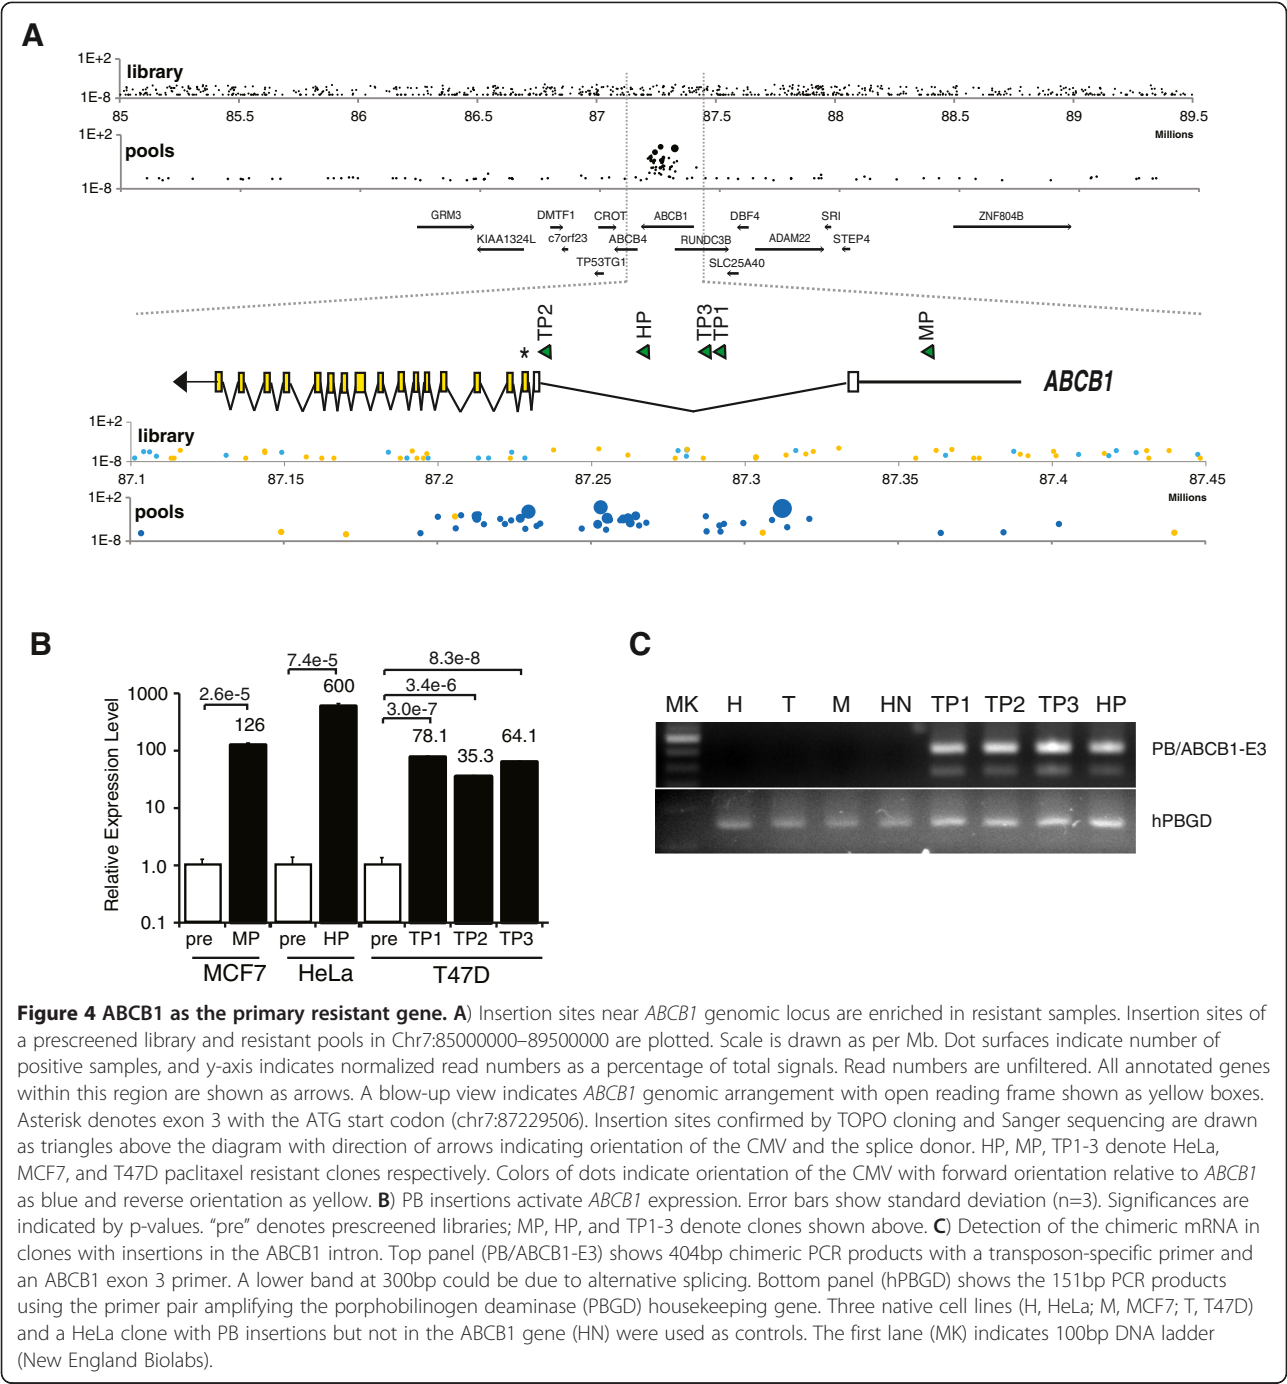 A
1E+2
library
1E-8
85 85.5 86 86.5 87 87.5 88 88.5 89 89.5
Millions
1E+2
pools
1E-8
GRM3 DMTF1 CROT ABCB1 DBF4 SRI ZNF804B
KIAA1324L c7orf23 ABCB4 RUNDC3B ADAM22 STEP4
TP53TG1 SLC25A40
TP2 HP TP3 TP1 MP
*
ABCB1
1E+2
library
1E-8
87.1 87.15 87.2 87.25 87.3 87.35 87.4 87.45
Millions
1E+2
pools
1E-8
B
Relative Expression Level
1000
100
10
1.0
0.1
2.6e-5
7.4e-5
8.3e-8
3.4e-6
3.0e-7
126
600
78.1
35.3
64.1
pre MP pre HP pre TP1 TP2 TP3
MCF7 HeLa T47D
C
MK H T M HN TP1 TP2 TP3 HP
PB/ABCB1-E3
hPBGD
Figure 4 ABCB1 as the primary resistant gene. A) Insertion sites near ABCB1 genomic locus are enriched in resistant samples. Insertion sites of
a prescreened library and resistant pools in Chr7:85000000–89500000 are plotted. Scale is drawn as per Mb. Dot surfaces indicate number of
positive samples, and y-axis indicates normalized read numbers as a percentage of total signals. Read numbers are unfiltered. All annotated genes
within this region are shown as arrows. A blow-up view indicates ABCB1 genomic arrangement with open reading frame shown as yellow boxes.
Asterisk denotes exon 3 with the ATG start codon (chr7:87229506). Insertion sites confirmed by TOPO cloning and Sanger sequencing are drawn
as triangles above the diagram with direction of arrows indicating orientation of the CMV and the splice donor. HP, MP, TP1-3 denote HeLa,
MCF7, and T47D paclitaxel resistant clones respectively. Colors of dots indicate orientation of the CMV with forward orientation relative to ABCB1
as blue and reverse orientation as yellow. B) PB insertions activate ABCB1 expression. Error bars show standard deviation (n=3). Significances are
indicated by p-values. “pre” denotes prescreened libraries; MP, HP, and TP1-3 denote clones shown above. C) Detection of the chimeric mRNA in
clones with insertions in the ABCB1 intron. Top panel (PB/ABCB1-E3) shows 404bp chimeric PCR products with a transposon-specific primer and
an ABCB1 exon 3 primer. A lower band at 300bp could be due to alternative splicing. Bottom panel (hPBGD) shows the 151bp PCR products
using the primer pair amplifying the porphobilinogen deaminase (PBGD) housekeeping gene. Three native cell lines (H, HeLa; M, MCF7; T, T47D)
and a HeLa clone with PB insertions but not in the ABCB1 gene (HN) were used as controls. The first lane (MK) indicates 100bp DNA ladder
(New England Biolabs).